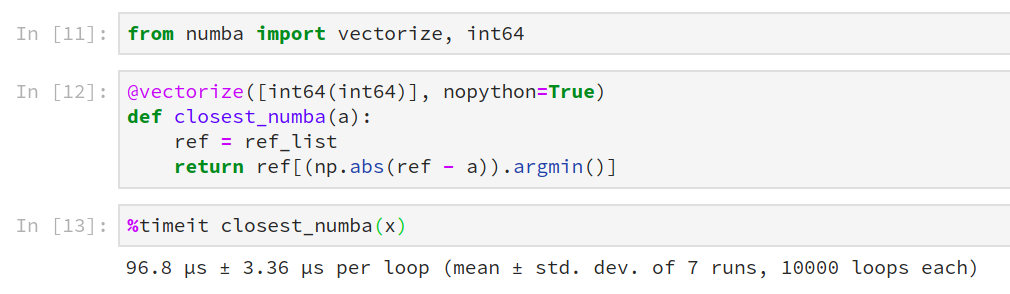 In [11]: from numba import vectorize, int64
In [12]: @vectorize([int64(int64)], nopython=True)
def closest_numba(a):
    ref = ref_list
    return ref[(np.abs(ref - a)).argmin()]
In [13]: %timeit closest_numba(x)
96.8 µs ± 3.36 µs per loop (mean ± std. dev. of 7 runs, 10000 loops each)